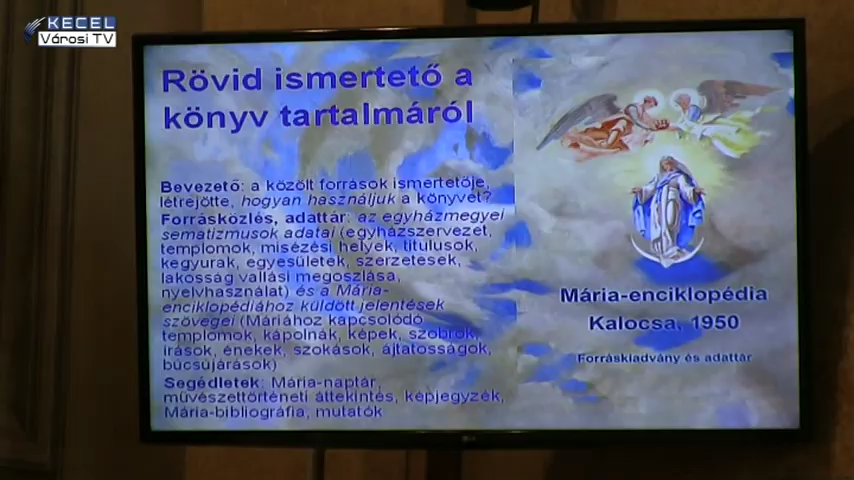 KECEL
Városi TV
Rövid ismertető a
könyv tartalmáról
Bevezető: a közölt források ismertetője,
létrejötte, hogyan használjuk a könyvet?
Forrásközlés, adattár: az egyházmegyei
sematizmusok adatai (egyházszervezet,
templomok, misézési helyek, titulusok,
kegyurak, egyesületek, szerzetesek,
lakosság vallási megoszlása,
nyelvhasználat) és a Mária-
enciklopédiához küldött jelentések
szövegei (Máriához kapcsolódó
templomok, kápolnák, képek, szobrok,
írások, énekek, szokások, ájtatosságok,
búcsújárások)
Segédletek: Mária-naptár,
művészettörténeti áttekintés, képjegyzék,
Mária-bibliográfia, mutatók
Mária-enciklopédia
Kalocsa, 1950
Forráskiadvány és adattár
LG